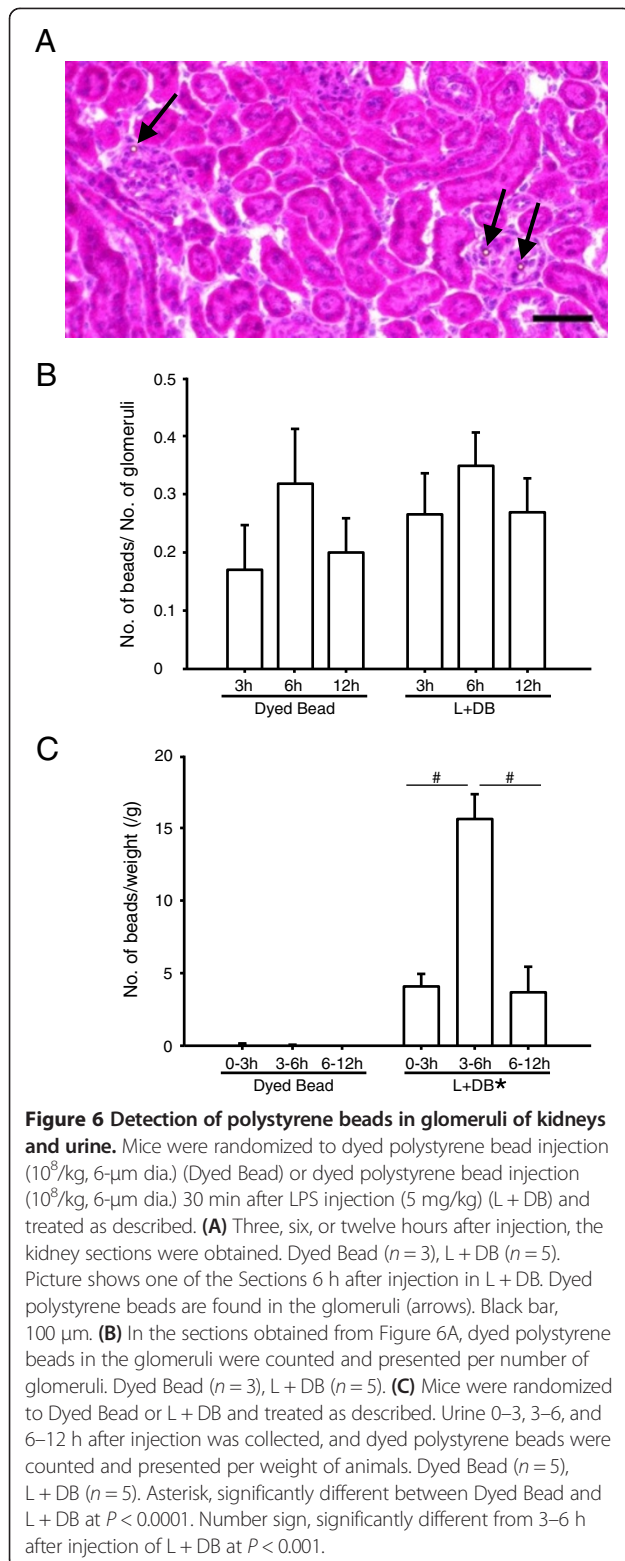 A
B
0.5
0.4
0.3
0.2
0.1
0
No. of beads/ No. of glomeruli
3h 6h 12h 3h 6h 12h
Dyed Bead L+DB
C
20
15
10
5
0
No. of beads/weight (/g)
# #
0-3h 3-6h 6-12h 0-3h 3-6h 6-12h
Dyed Bead L+DB*
Figure 6 Detection of polystyrene beads in glomeruli of kidneys
and urine. Mice were randomized to dyed polystyrene bead injection
(10⁸/kg, 6-μm dia.) (Dyed Bead) or dyed polystyrene bead injection
(10⁸/kg, 6-μm dia.) 30 min after LPS injection (5 mg/kg) (L + DB) and
treated as described. (A) Three, six, or twelve hours after injection, the
kidney sections were obtained. Dyed Bead (n = 3), L + DB (n = 5).
Picture shows one of the Sections 6 h after injection in L + DB. Dyed
polystyrene beads are found in the glomeruli (arrows). Black bar,
100 μm. (B) In the sections obtained from Figure 6A, dyed polystyrene
beads in the glomeruli were counted and presented per number of
glomeruli. Dyed Bead (n = 3), L + DB (n = 5). (C) Mice were randomized
to Dyed Bead or L + DB and treated as described. Urine 0–3, 3–6, and
6–12 h after injection was collected, and dyed polystyrene beads were
counted and presented per weight of animals. Dyed Bead (n = 5),
L + DB (n = 5). Asterisk, significantly different between Dyed Bead and
L + DB at P < 0.0001. Number sign, significantly different from 3–6 h
after injection of L + DB at P < 0.001.